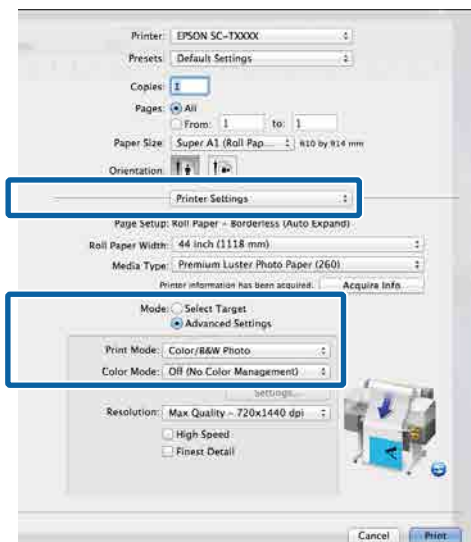 Printer: EPSON SC-TXXXX
Presets: Default Settings
Copies: 1
Pages: All
From: 1 to: 1
Paper Size: Super A1 (Roll Pap... 610 by 914 mm
Orientation:
Printer Settings
Page Setup: Roll Paper - Borderless (Auto Expand)
Roll Paper Width: 44 inch (1118 mm)
Media Type: Premium Luster Photo Paper (260)
Printer information has been acquired. Acquire Info
Mode: Select Target
Advanced Settings
Print Mode: Color/B&W Photo
Color Mode: Off (No Color Management)
Settings...
Resolution: Max Quality - 720x1440 dpi
High Speed
Finest Detail
Cancel Print